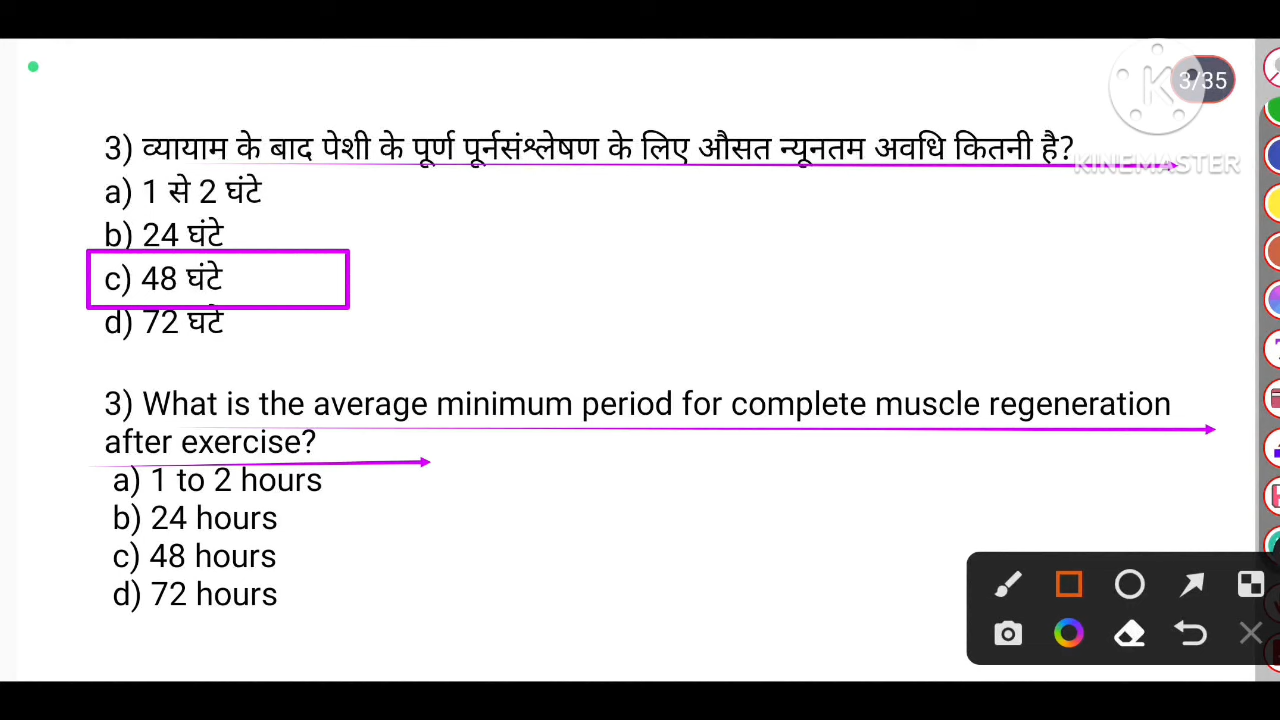 3/35
KINEMASTER
3) व्यायाम के बाद पेशी के पूर्ण पूर्नसंश्लेषण के लिए औसत न्यूनतम अवधि कितनी है?
a) 1 से 2 घंटे
b) 24 घंटे
c) 48 घंटे
d) 72 घंटे
3) What is the average minimum period for complete muscle regeneration
after exercise?
a) 1 to 2 hours
b) 24 hours
c) 48 hours
d) 72 hours